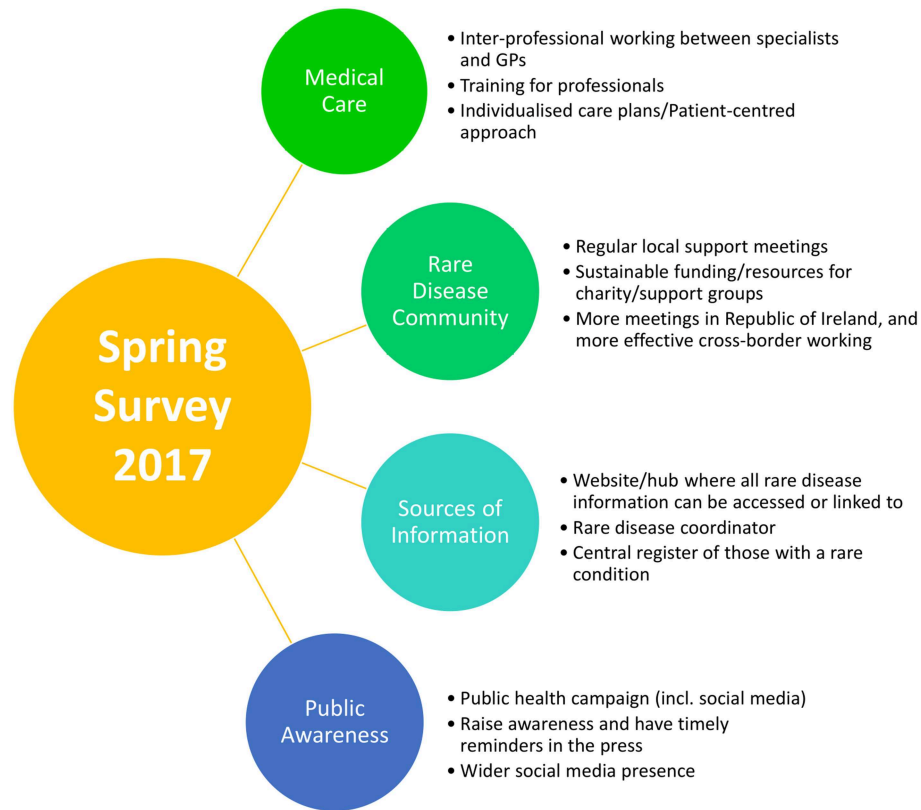 Medical
Care
• Inter-professional working between specialists
and GPs
• Training for professionals
• Individualised care plans/Patient-centred
approach
Rare
Disease
Community
• Regular local support meetings
• Sustainable funding/resources for
charity/support groups
• More meetings in Republic of Ireland, and
more effective cross-border working
Spring
Survey
2017
Sources of
Information
• Website/hub where all rare disease
information can be accessed or linked to
• Rare disease coordinator
• Central register of those with a rare
condition
Public
Awareness
• Public health campaign (incl. social media)
• Raise awareness and have timely
reminders in the press
• Wider social media presence